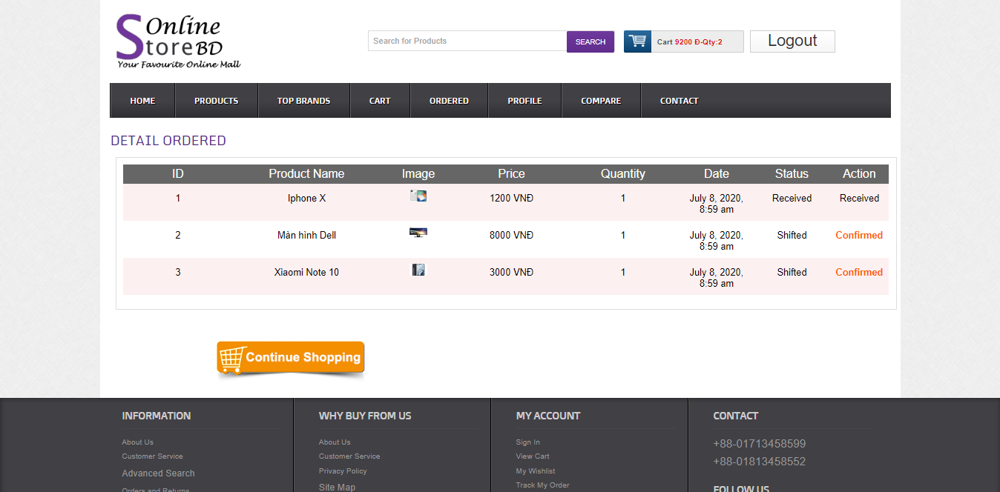 Online
Store BD
Your Favourite Online Mall
Search for Products
SEARCH
Cart 9200 Đ-Qty:2
Logout
HOME PRODUCTS TOP BRANDS CART ORDERED PROFILE COMPARE CONTACT
DETAIL ORDERED
ID Product Name Image Price Quantity Date Status Action
1 Iphone X 1200 VNĐ 1 July 8, 2020, Received Received
8:59 am
2 Màn hình Dell 8000 VNĐ 1 July 8, 2020, Shifted Confirmed
8:59 am
3 Xiaomi Note 10 3000 VNĐ 1 July 8, 2020, Shifted Confirmed
8:59 am
Continue Shopping
INFORMATION
About Us
Customer Service
Advanced Search
Orders and Returns
WHY BUY FROM US
About Us
Customer Service
Privacy Policy
Site Map
MY ACCOUNT
Sign In
View Cart
My Wishlist
Track My Order
CONTACT
+88-01713458599
+88-01813458552
FOLLOW US